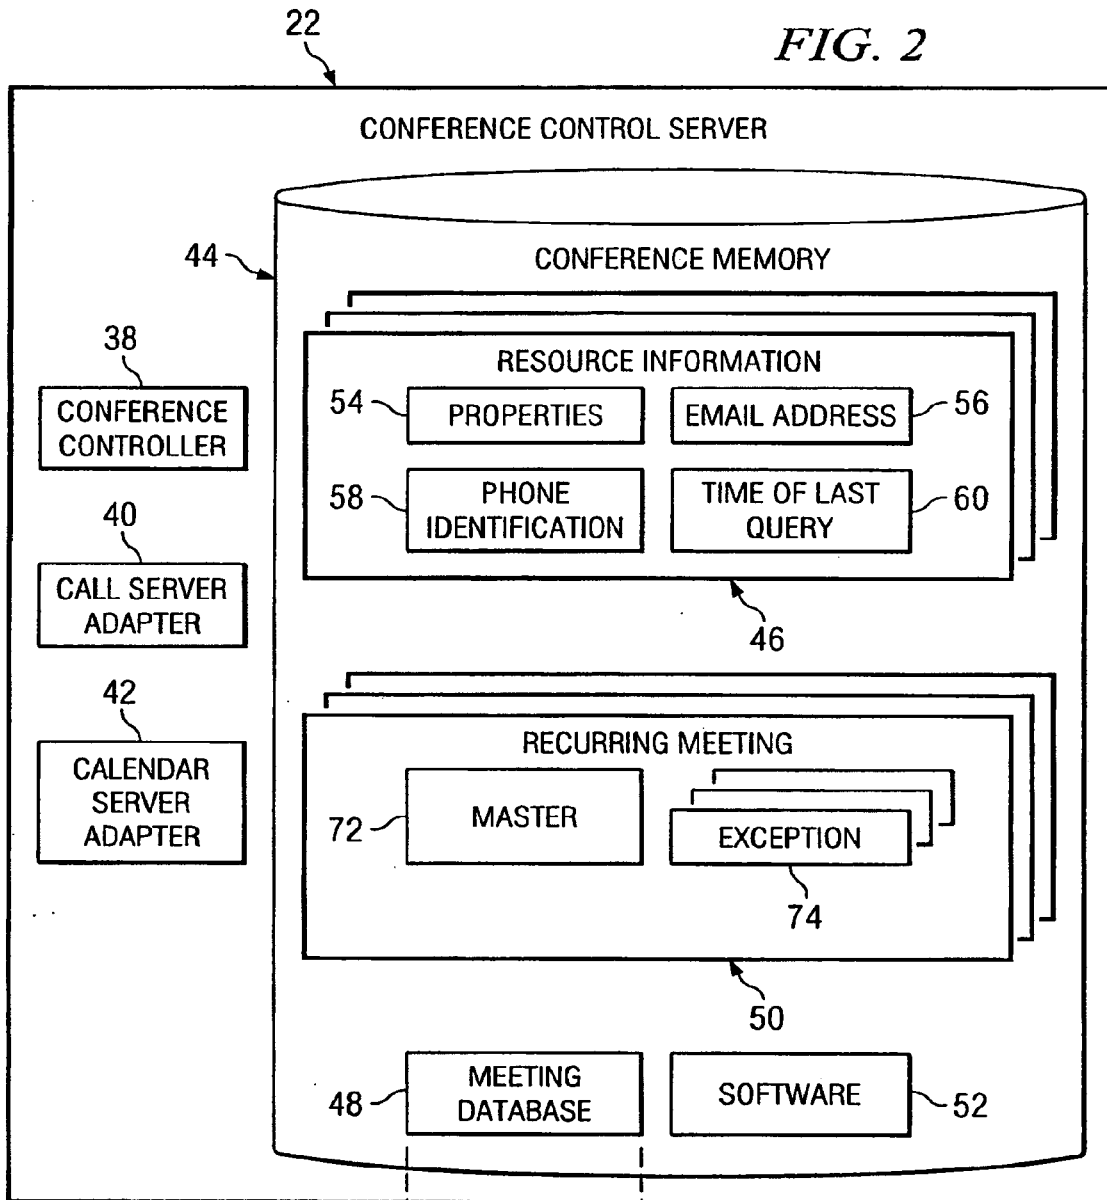 22
FIG. 2
CONFERENCE CONTROL SERVER
44
CONFERENCE MEMORY
38
CONFERENCE
CONTROLLER
RESOURCE INFORMATION
54
PROPERTIES
EMAIL ADDRESS
56
58
PHONE
IDENTIFICATION
TIME OF LAST
QUERY
60
40
CALL SERVER
ADAPTER
46
42
CALENDAR
SERVER
ADAPTER
RECURRING MEETING
72
MASTER
EXCEPTION
74
50
48
MEETING
DATABASE
SOFTWARE
52